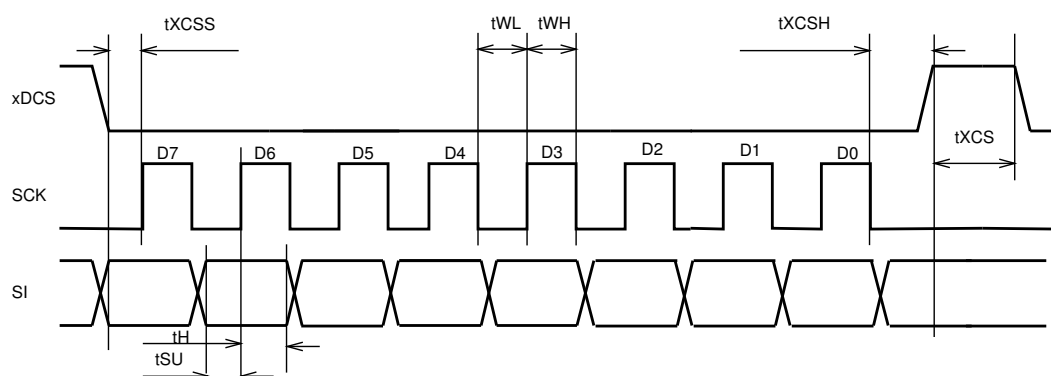 tXCSS tWL tWH tXCSH
xDCS
tXCS
D7 D6 D5 D4 D3 D2 D1 D0
SCK
SI
tH
tSU